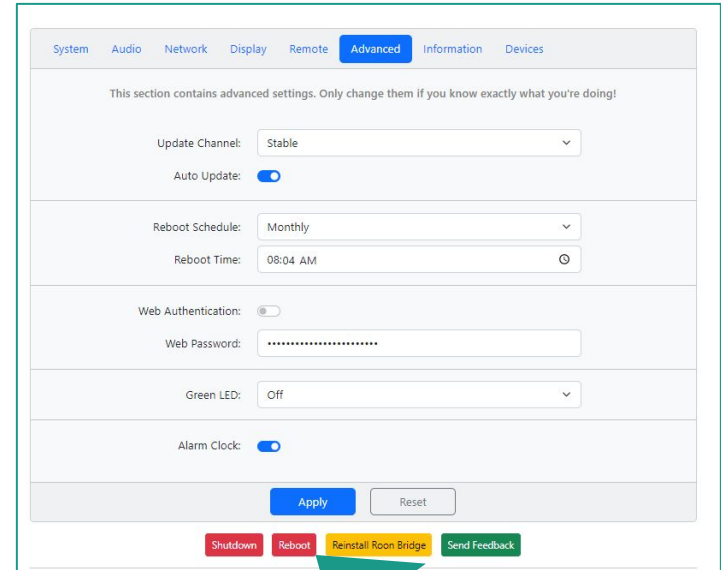 System Audio Network Display Remote Advanced Information Devices
This section contains advanced settings. Only change them if you know exactly what you're doing!
Update Channel: Stable
Auto Update:
Reboot Schedule: Monthly
Reboot Time: 08:04 AM
Web Authentication:
Web Password: ••••••••••••••••••••••••
Green LED: Off
Alarm Clock:
Apply Reset
Shutdown Reboot Reinstall Roon Bridge Send Feedback